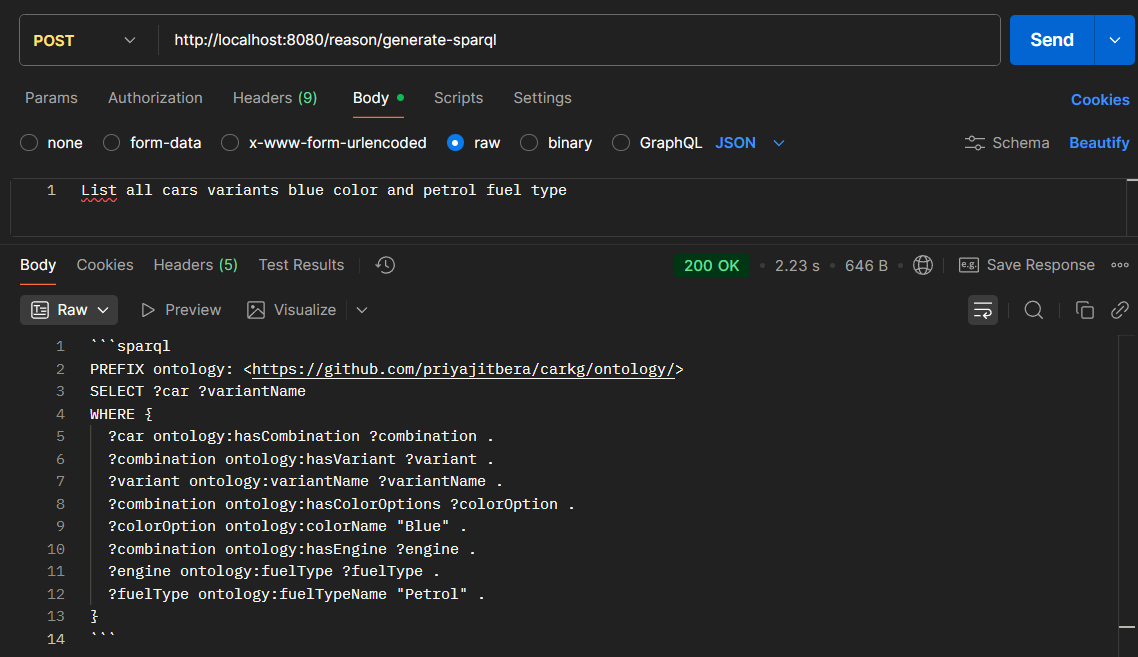 POST http://localhost:8080/reason/generate-sparql Send
Params Authorization Headers (9) Body Scripts Settings Cookies
none form-data x-www-form-urlencoded raw binary GraphQL JSON Schema Beautify
1 List all cars variants blue color and petrol fuel type
Body Cookies Headers (5) Test Results 200 OK 2.23 s 646 B e.g. Save Response
Raw Preview Visualize
1 ```sparql
2 PREFIX ontology: <https://github.com/priyajitbera/carkg/ontology/>
3 SELECT ?car ?variantName
4 WHERE {
5 ?car ontology:hasCombination ?combination .
6 ?combination ontology:hasVariant ?variant .
7 ?variant ontology:variantName ?variantName .
8 ?combination ontology:hasColorOptions ?colorOption .
9 ?colorOption ontology:colorName "Blue" .
10 ?combination ontology:hasEngine ?engine .
11 ?engine ontology:fuelType ?fuelType .
12 ?fuelType ontology:fuelTypeName "Petrol" .
13 }
14 ```